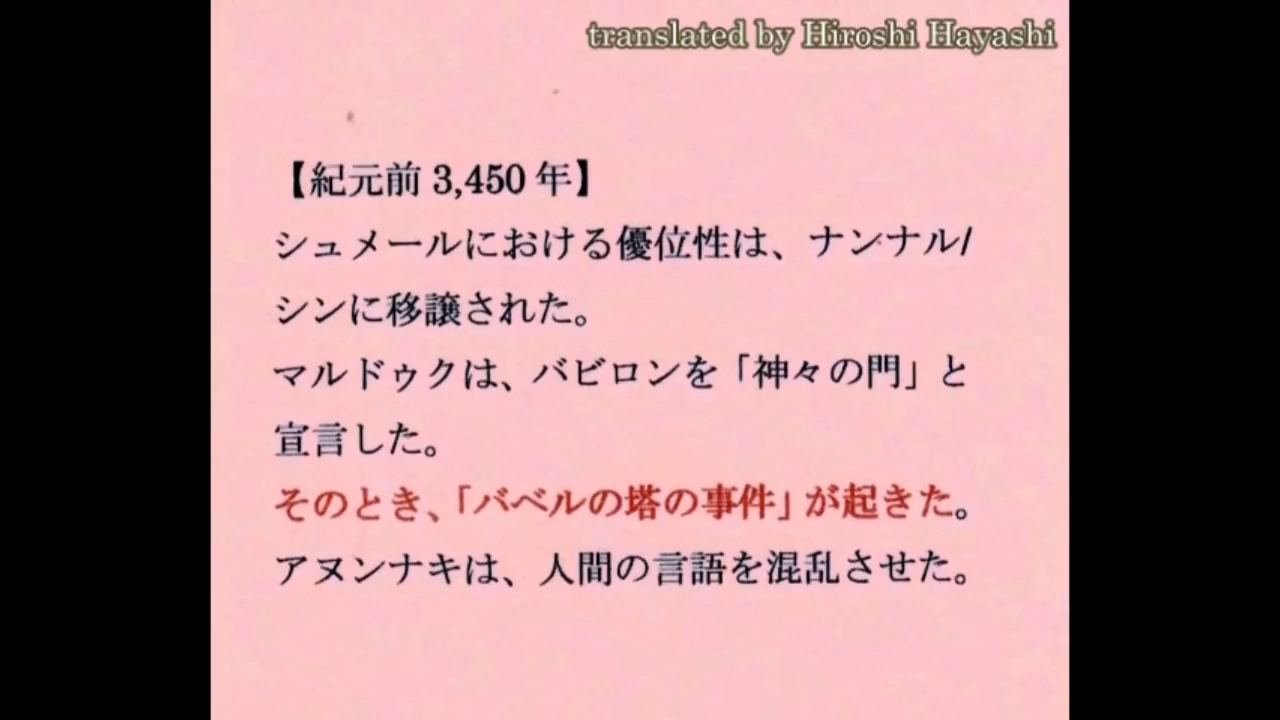 translated by Hiroshi Hayashi
【紀元前 3,450 年】
シュメールにおける優位性は、ナンナル/
シンに移譲された。
マルドゥクは、バビロンを「神々の門」と
宣言した。
そのとき、「バベルの塔の事件」が起きた。
アヌンナキは、人間の言語を混乱させた。